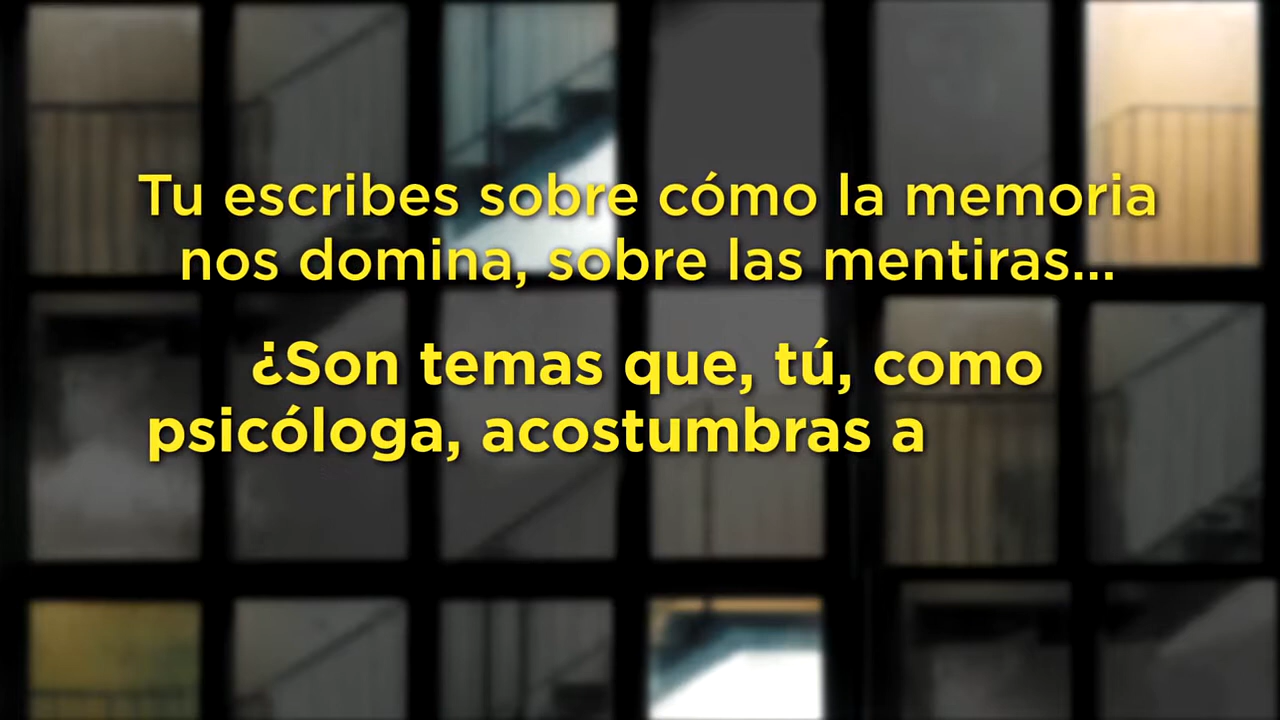 Tu escribes sobre cómo la memoria
nos domina, sobre las mentiras...
¿Son temas que, tú, como
psicóloga, acostumbras a